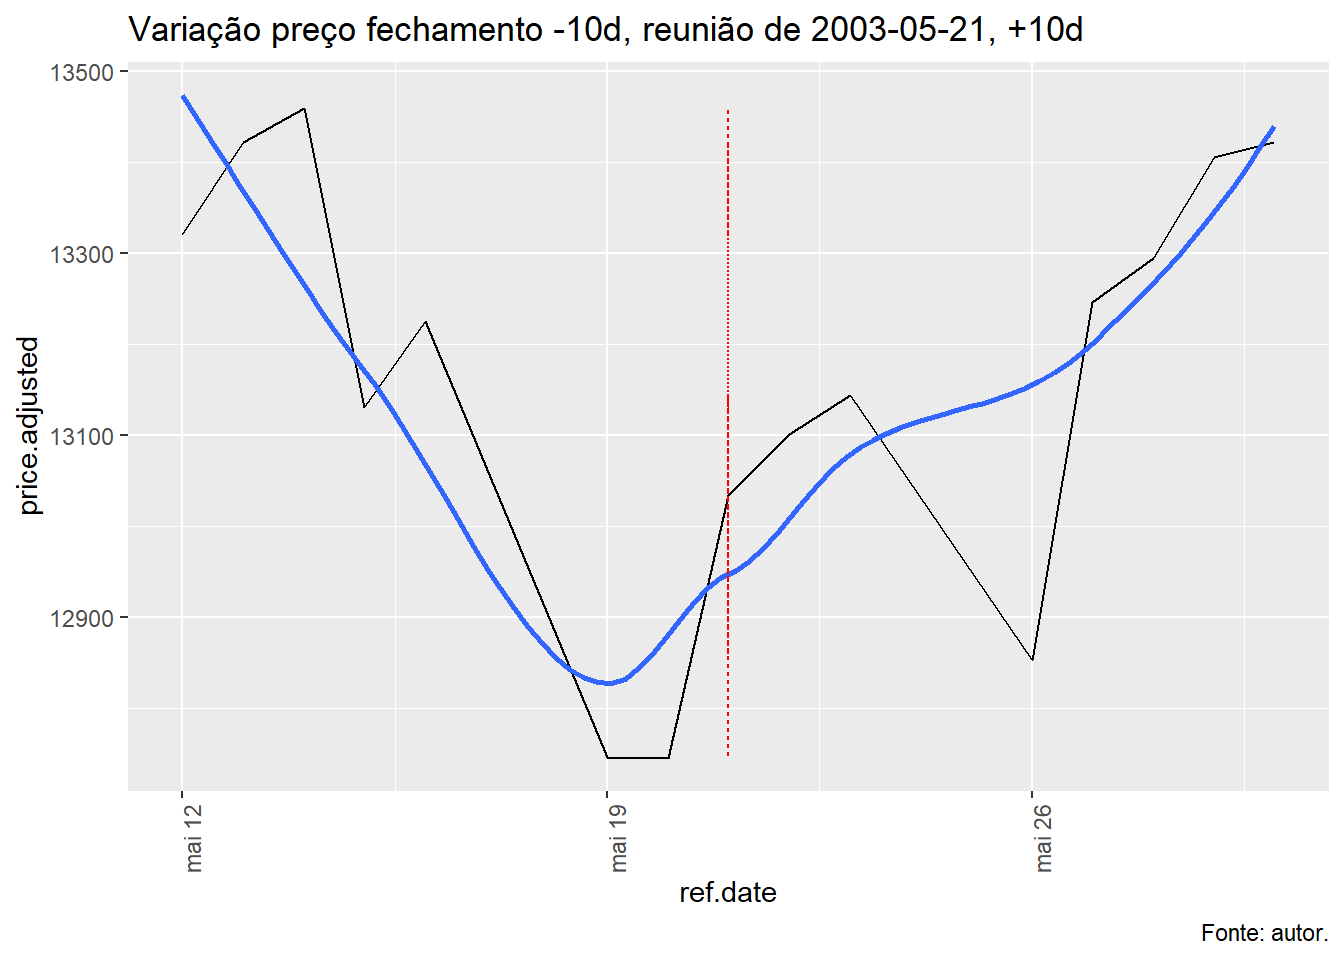 Variação preço fechamento -10d, reunião de 2003-05-21, +10d
13500
13300
13100
12900
price.adjusted
mai 12
mai 19
mai 26
ref.date
Fonte: autor.